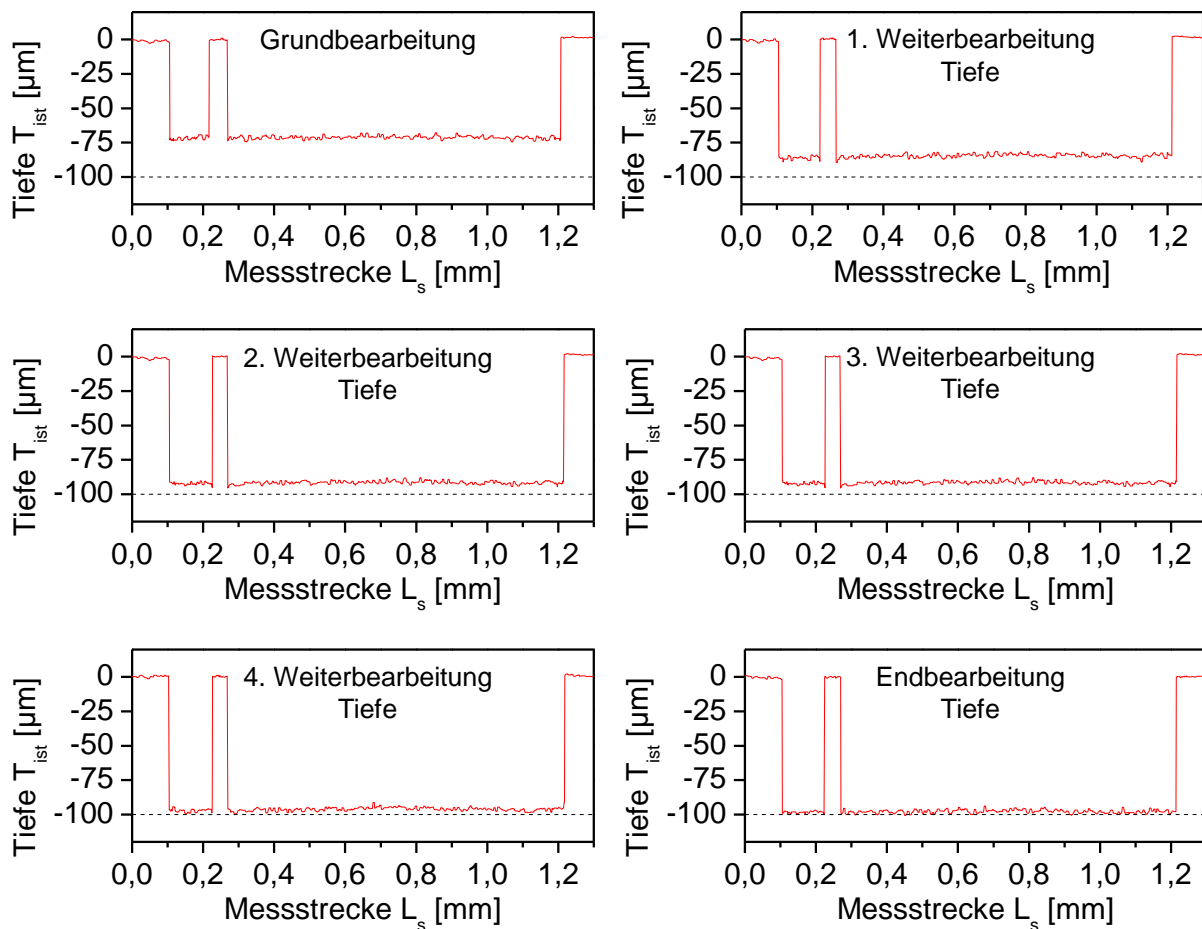 Grundbearbeitung
Tiefe T_ist [µm]
0
-25
-50
-75
-100
0,0 0,2 0,4 0,6 0,8 1,0 1,2
Messstrecke L_s [mm]
1. Weiterbearbeitung
Tiefe
Tiefe T_ist [µm]
0
-25
-50
-75
-100
0,0 0,2 0,4 0,6 0,8 1,0 1,2
Messstrecke L_s [mm]
2. Weiterbearbeitung
Tiefe
Tiefe T_ist [µm]
0
-25
-50
-75
-100
0,0 0,2 0,4 0,6 0,8 1,0 1,2
Messstrecke L_s [mm]
3. Weiterbearbeitung
Tiefe
Tiefe T_ist [µm]
0
-25
-50
-75
-100
0,0 0,2 0,4 0,6 0,8 1,0 1,2
Messstrecke L_s [mm]
4. Weiterbearbeitung
Tiefe
Tiefe T_ist [µm]
0
-25
-50
-75
-100
0,0 0,2 0,4 0,6 0,8 1,0 1,2
Messstrecke L_s [mm]
Endbearbeitung
Tiefe
Tiefe T_ist [µm]
0
-25
-50
-75
-100
0,0 0,2 0,4 0,6 0,8 1,0 1,2
Messstrecke L_s [mm]